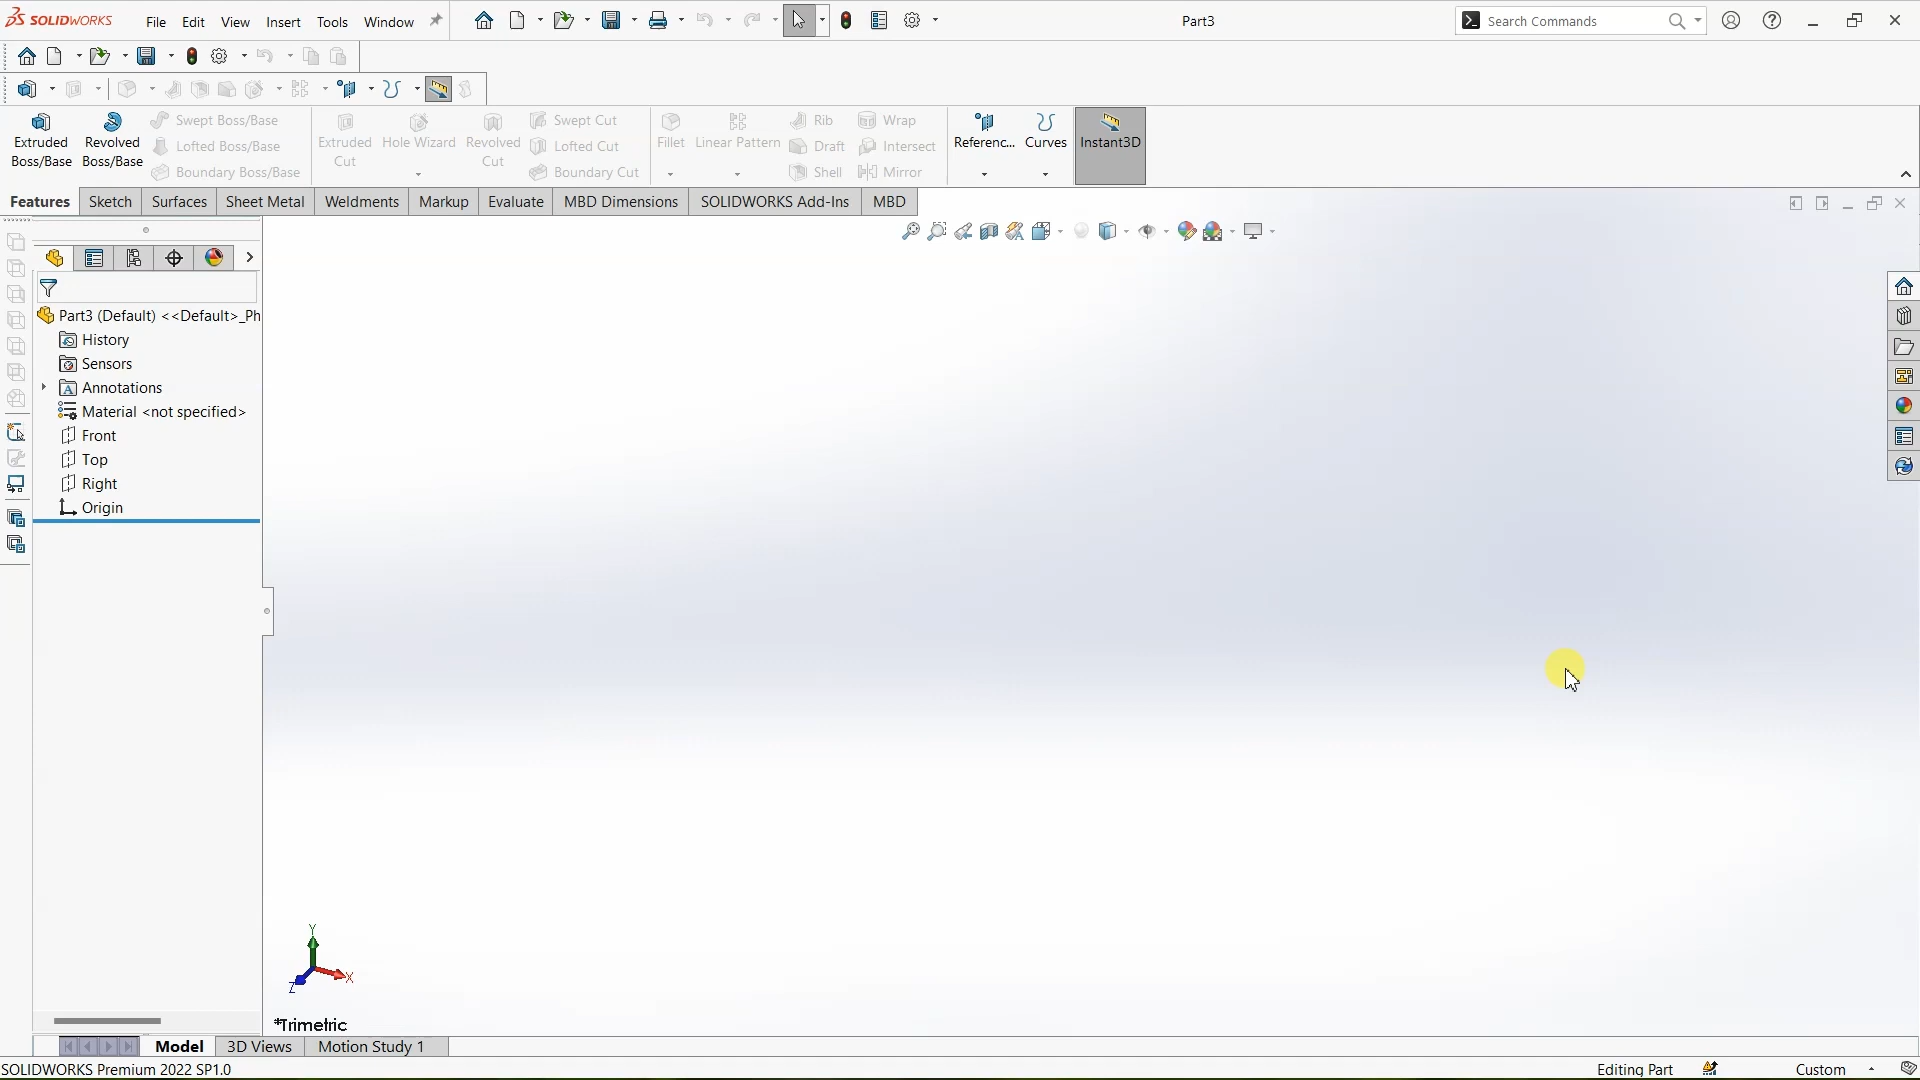 SOLIDWORKS File Edit View Insert Tools Window Part3 Search Commands
Extruded Boss/Base
Revolved Boss/Base
Swept Boss/Base
Lofted Boss/Base
Boundary Boss/Base
Extruded Cut
Hole Wizard
Revolved Cut
Swept Cut
Lofted Cut
Boundary Cut
Fillet
Linear Pattern
Rib
Draft
Shell
Wrap
Intersect
Mirror
Referenc...
Curves
Instant3D
Features Sketch Surfaces Sheet Metal Weldments Markup Evaluate MBD Dimensions SOLIDWORKS Add-Ins MBD
Part3 (Default) <<Default>_Ph
History
Sensors
Annotations
Material <not specified>
Front
Top
Right
Origin
Y
X
Z
*Trimetric
Model 3D Views Motion Study 1
SOLIDWORKS Premium 2022 SP1.0 Editing Part Custom